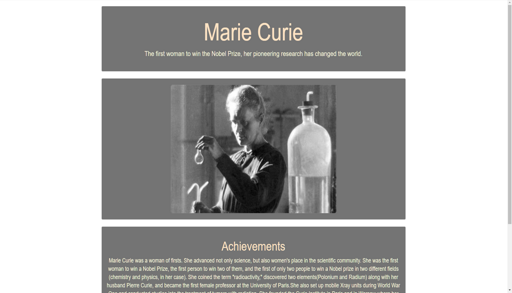 Marie Curie
The first woman to win the Nobel Prize, her pioneering research has changed the world.
Achievements
Marie Curie was a woman of firsts. She advanced not only science, but also women's place in the scientific community. She was the first
woman to win a Nobel Prize, the first person to win two of them, and the first of only two people to win a Nobel prize in two different fields
(chemistry and physics, in her case). She coined the term "radioactivity," discovered two elements(Polonium and Radium) along with her
husband Pierre Curie, and became the first female professor at the University of Paris.She also set up mobile Xray units during World War